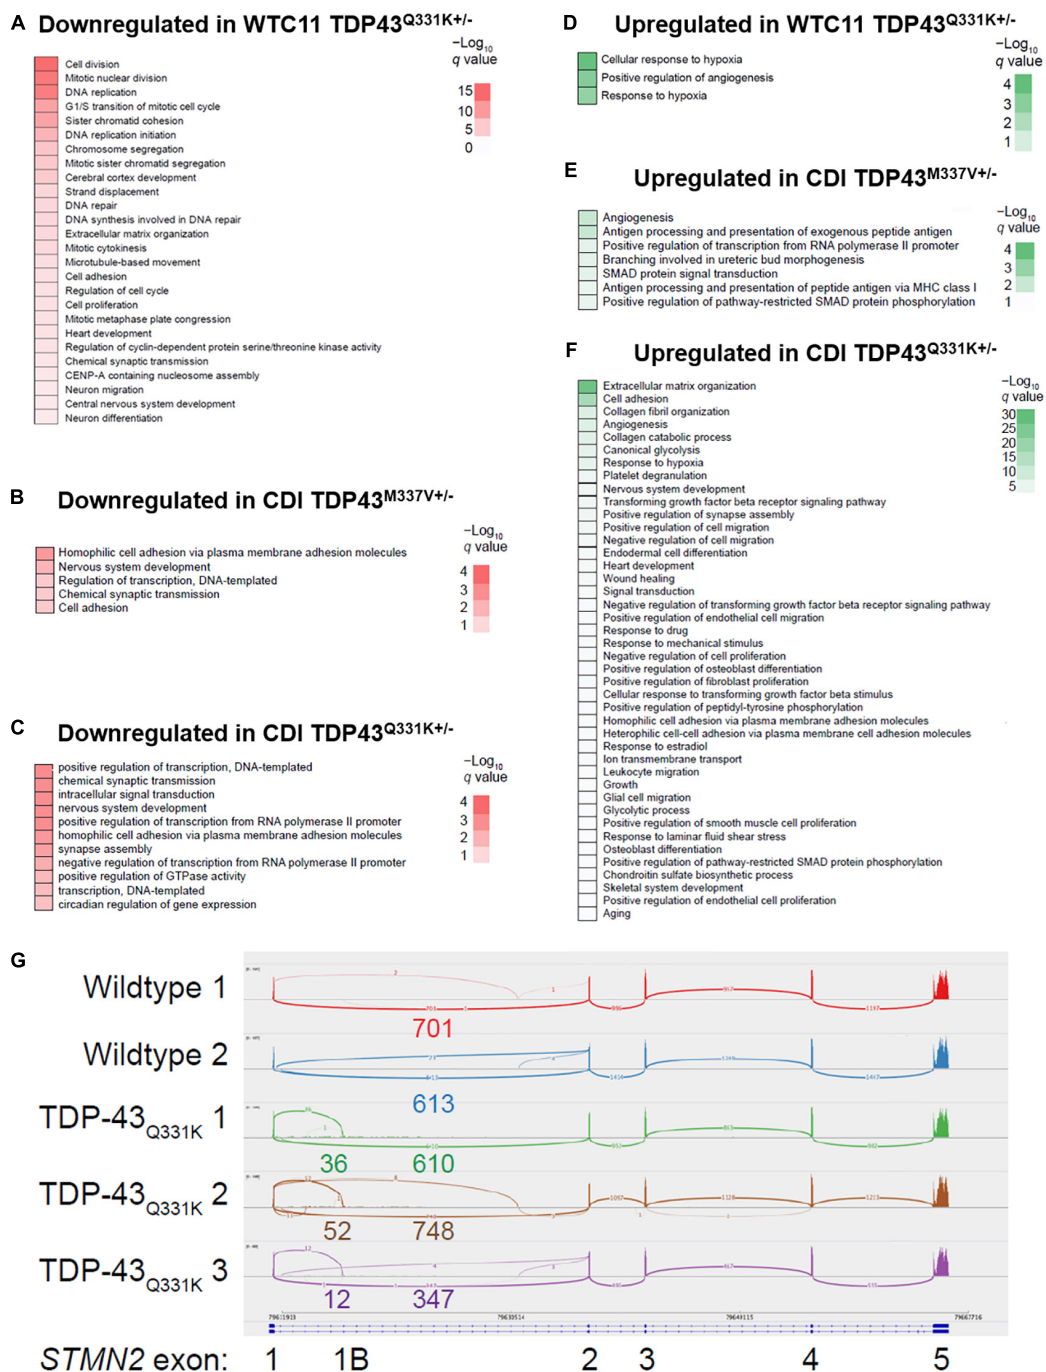 A Downregulated in WTC11 TDP43Q331K+/-
−Log10
q value
15
10
5
0
Cell division
Mitotic nuclear division
DNA replication
G1/S transition of mitotic cell cycle
Sister chromatid cohesion
DNA replication initiation
Chromosome segregation
Mitotic sister chromatid segregation
Cerebral cortex development
Strand displacement
DNA repair
DNA synthesis involved in DNA repair
Extracellular matrix organization
Mitotic cytokinesis
Microtubule-based movement
Cell adhesion
Regulation of cell cycle
Cell proliferation
Mitotic metaphase plate congression
Heart development
Regulation of cyclin-dependent protein serine/threonine kinase activity
Chemical synaptic transmission
CENP-A containing nucleosome assembly
Neuron migration
Central nervous system development
Neuron differentiation
B Downregulated in CDI TDP43M337V+/-
−Log10
q value
4
3
2
1
Homophilic cell adhesion via plasma membrane adhesion molecules
Nervous system development
Regulation of transcription, DNA-templated
Chemical synaptic transmission
Cell adhesion
C Downregulated in CDI TDP43Q331K+/-
−Log10
q value
4
3
2
1
positive regulation of transcription, DNA-templated
chemical synaptic transmission
intracellular signal transduction
nervous system development
positive regulation of transcription from RNA polymerase II promoter
homophilic cell adhesion via plasma membrane adhesion molecules
synapse assembly
negative regulation of transcription from RNA polymerase II promoter
positive regulation of GTPase activity
transcription, DNA-templated
circadian regulation of gene expression
D Upregulated in WTC11 TDP43Q331K+/-
−Log10
q value
4
3
2
1
Cellular response to hypoxia
Positive regulation of angiogenesis
Response to hypoxia
E Upregulated in CDI TDP43M337V+/-
−Log10
q value
4
3
2
1
Angiogenesis
Antigen processing and presentation of exogenous peptide antigen
Positive regulation of transcription from RNA polymerase II promoter
Branching involved in ureteric bud morphogenesis
SMAD protein signal transduction
Antigen processing and presentation of peptide antigen via MHC class I
Positive regulation of pathway-restricted SMAD protein phosphorylation
F Upregulated in CDI TDP43Q331K+/-
−Log10
q value
30
25
20
15
10
5
Extracellular matrix organization
Cell adhesion
Collagen fibril organization
Angiogenesis
Collagen catabolic process
Canonical glycolysis
Response to hypoxia
Platelet degranulation
Nervous system development
Transforming growth factor beta receptor signaling pathway
Positive regulation of synapse assembly
Positive regulation of cell migration
Negative regulation of cell migration
Endodermal cell differentiation
Heart development
Wound healing
Signal transduction
Negative regulation of transforming growth factor beta receptor signaling pathway
Positive regulation of endothelial cell migration
Response to drug
Response to mechanical stimulus
Negative regulation of cell proliferation
Positive regulation of osteoblast differentiation
Positive regulation of fibroblast proliferation
Cellular response to transforming growth factor beta stimulus
Positive regulation of peptidyl-tyrosine phosphorylation
Homophilic cell adhesion via plasma membrane adhesion molecules
Heterophilic cell-cell adhesion via plasma membrane cell adhesion molecules
Response to estradiol
Ion transmembrane transport
Leukocyte migration
Growth
Glial cell migration
Glycolytic process
Positive regulation of smooth muscle cell proliferation
Response to laminar fluid shear stress
Osteoblast differentiation
Positive regulation of pathway-restricted SMAD protein phosphorylation
Chondroitin sulfate biosynthetic process
Skeletal system development
Positive regulation of endothelial cell proliferation
Aging
G
Wildtype 1
701
Wildtype 2
613
TDP-43Q331K 1
36 610
TDP-43Q331K 2
52 748
TDP-43Q331K 3
12 347
79611913 79630514 79649115 79667716
STMN2 exon: 1 1B 2 3 4 5